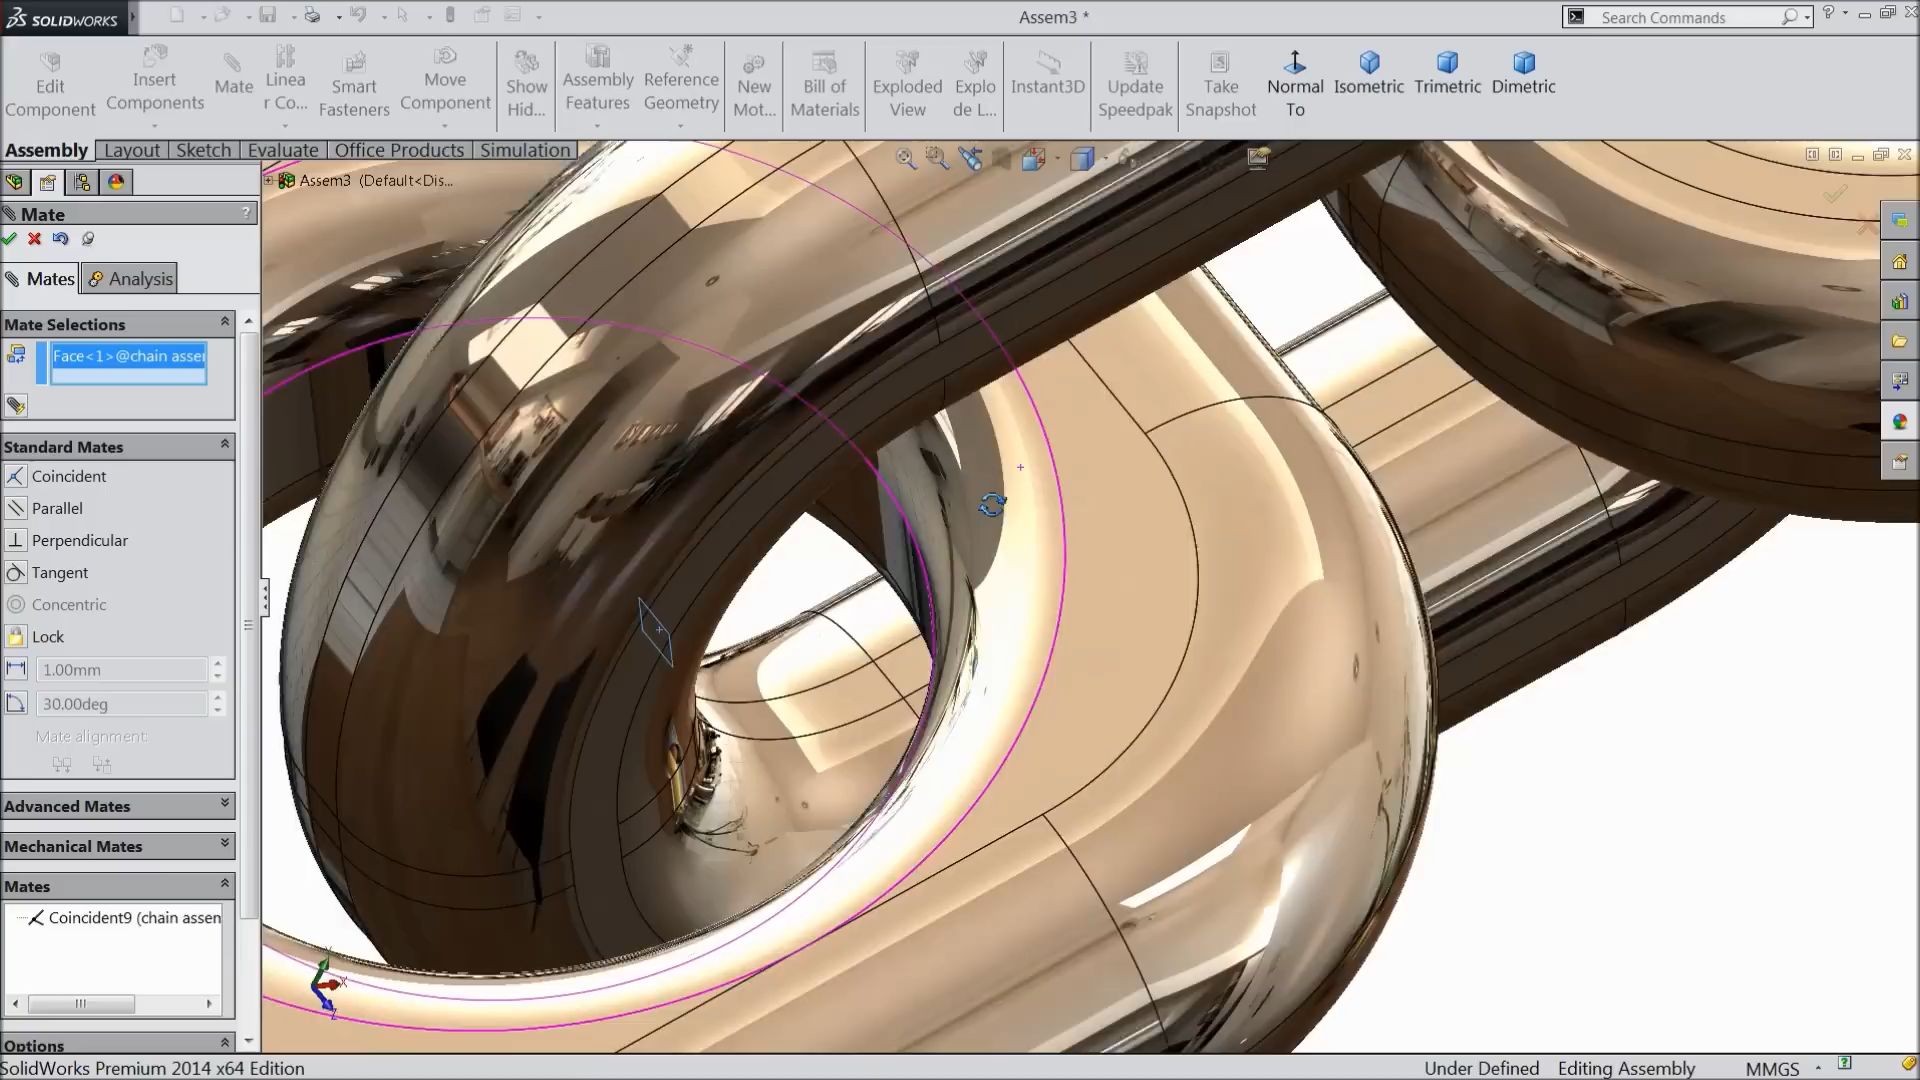 SOLIDWORKS
Assem3 *
Search Commands
?
Edit Component
Insert Components
Mate
Linea r Co...
Smart Fasteners
Move Component
Show Hid...
Assembly Features
Reference Geometry
New Mot...
Bill of Materials
Exploded View
Explo de L...
Instant3D
Update Speedpak
Take Snapshot
Normal To
Isometric
Trimetric
Dimetric
Assembly
Layout
Sketch
Evaluate
Office Products
Simulation
Assem3 (Default<Dis...
Mate
?
Mates
Analysis
Mate Selections
Face<1>@chain asse
Standard Mates
Coincident
Parallel
Perpendicular
Tangent
Concentric
Lock
1.00mm
30.00deg
Mate alignment:
Advanced Mates
Mechanical Mates
Mates
Coincident9 (chain assen
Options
Y
X
Z
SolidWorks Premium 2014 x64 Edition
Under Defined
Editing Assembly
MMGS
?